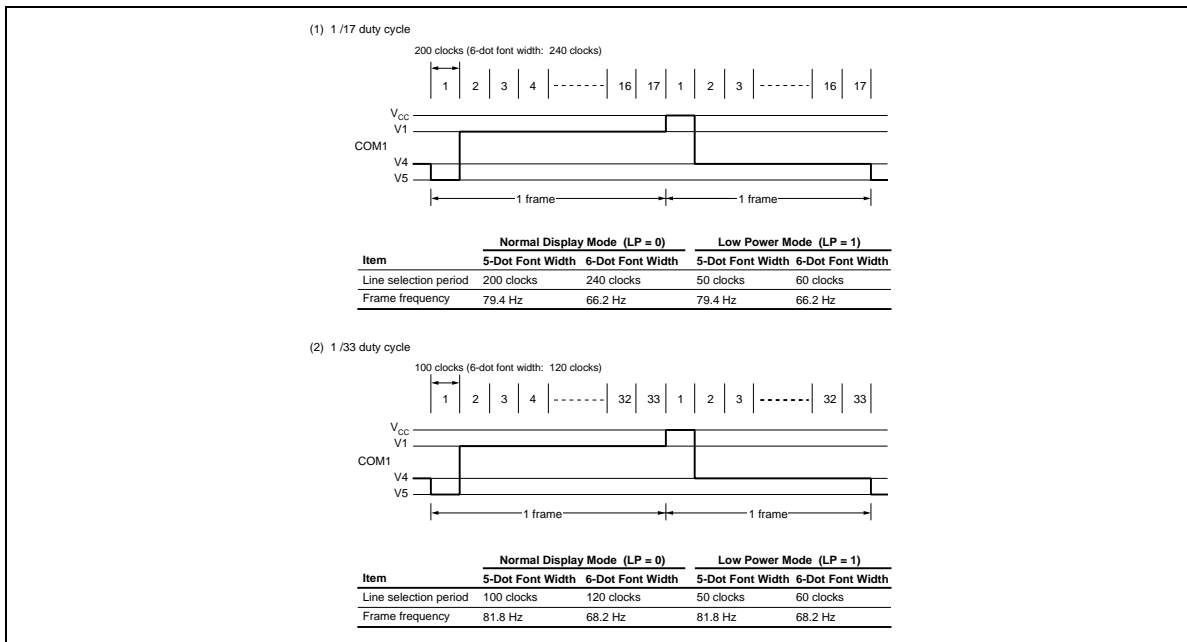 (1) 1 /17 duty cycle
200 clocks (6-dot font width: 240 clocks)
1 2 3 4 16 17 1 2 3 16 17
VCC
V1
COM1
V4
V5
1 frame 1 frame
Normal Display Mode (LP = 0) Low Power Mode (LP = 1)
Item 5-Dot Font Width 6-Dot Font Width 5-Dot Font Width 6-Dot Font Width
Line selection period 200 clocks 240 clocks 50 clocks 60 clocks
Frame frequency 79.4 Hz 66.2 Hz 79.4 Hz 66.2 Hz
(2) 1 /33 duty cycle
100 clocks (6-dot font width: 120 clocks)
1 2 3 4 32 33 1 2 3 32 33
VCC
V1
COM1
V4
V5
1 frame 1 frame
Normal Display Mode (LP = 0) Low Power Mode (LP = 1)
Item 5-Dot Font Width 6-Dot Font Width 5-Dot Font Width 6-Dot Font Width
Line selection period 100 clocks 120 clocks 50 clocks 60 clocks
Frame frequency 81.8 Hz 68.2 Hz 81.8 Hz 68.2 Hz